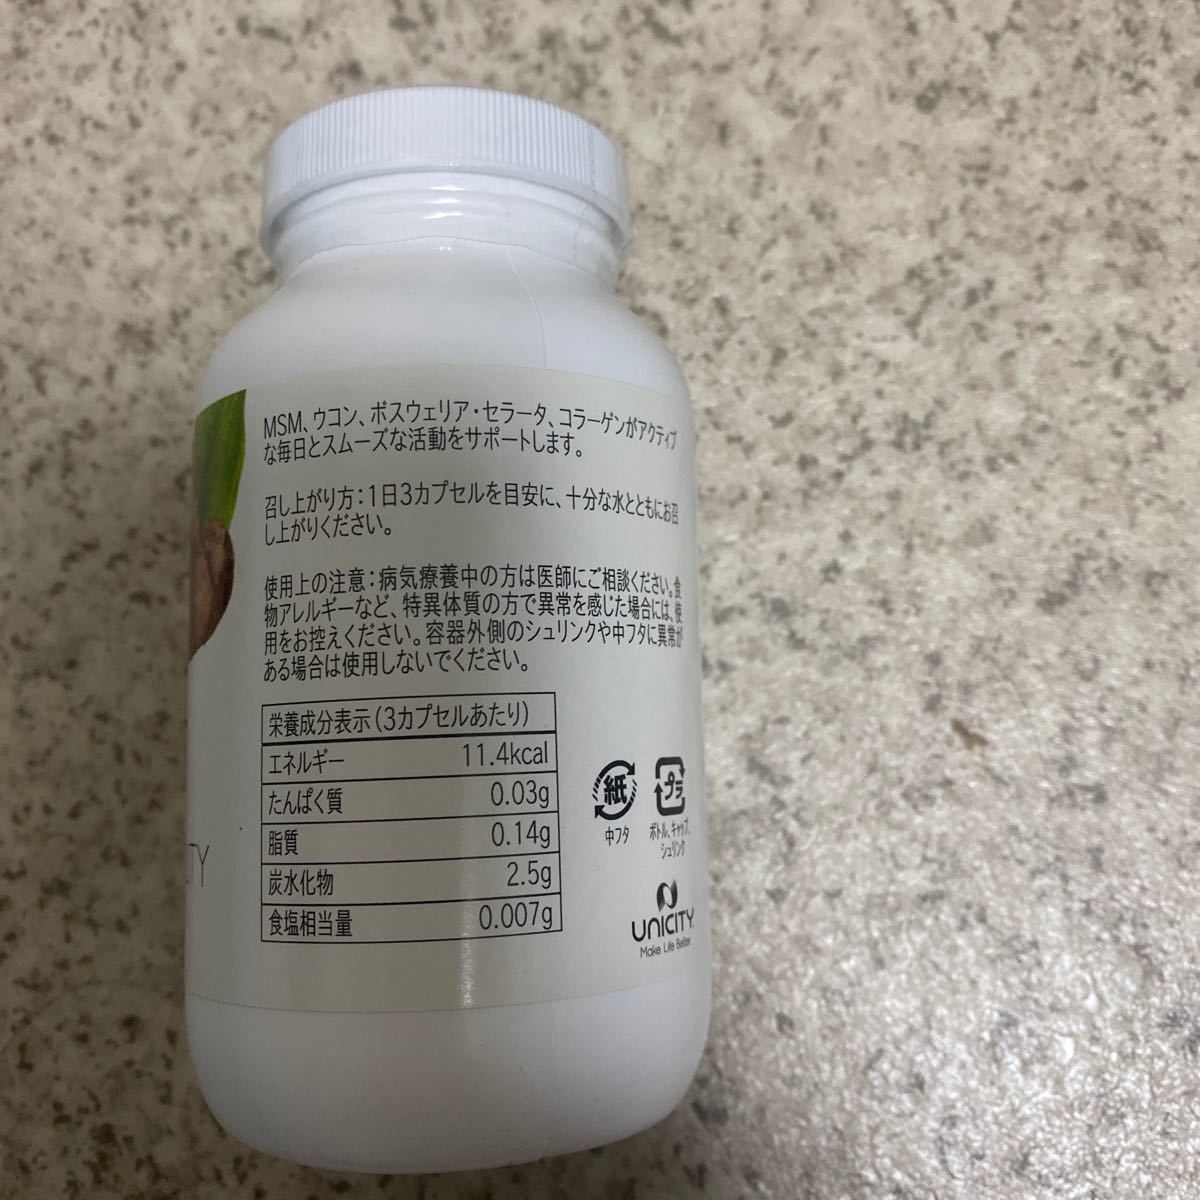 MSM、ウコン、ボスウェリア・セラータ、コラーゲンがアクティブ
な毎日とスムーズな活動をサポートします。
召し上がり方：1日3カプセルを目安に、十分な水とともにお召
し上がりください。
使用上の注意：病気療養中の方は医師にご相談ください。食
物アレルギーなど、特異体質の方で異常を感じた場合には、使
用をお控えください。容器外側のシュリンクや中フタに異常が
ある場合は使用しないでください。
栄養成分表示（3カプセルあたり）
エネルギー 11.4kcal
たんぱく質 0.03g
脂質 0.14g
炭水化物 2.5g
食塩相当量 0.007g
紙
中フタ
プラ
ボトル、キャップ、
シュリンク
UNICITY
Make Life Better